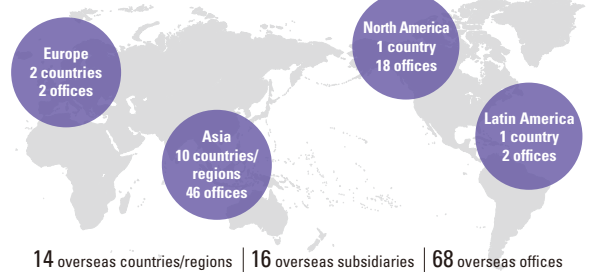 Europe
2 countries
2 offices
Asia
10 countries/
regions
46 offices
North America
1 country
18 offices
Latin America
1 country
2 offices
14 overseas countries/regions | 16 overseas subsidiaries | 68 overseas offices